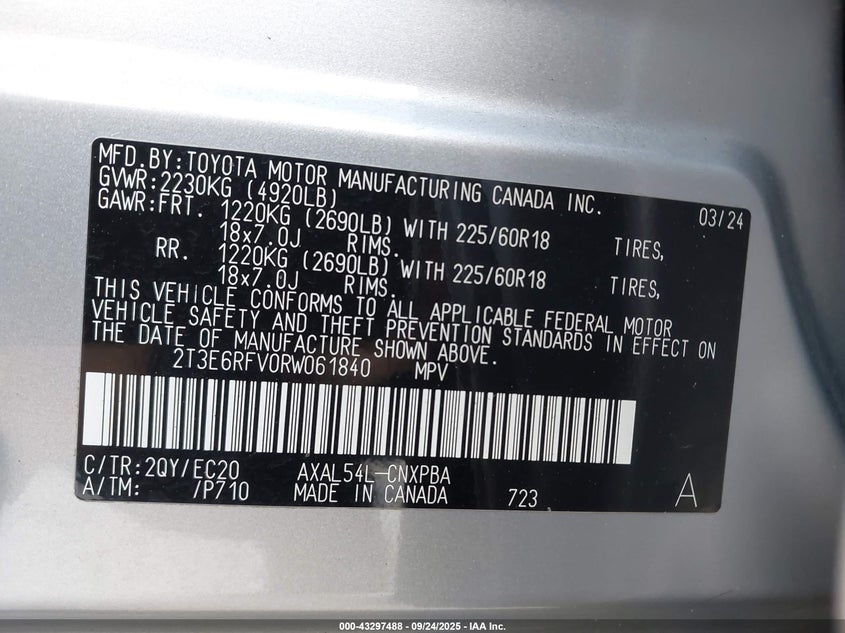 MFD.BY:TOYOTA MOTOR MANUFACTURING CANADA INC. 03/24
GVWR:2230KG (4920LB)
GAWR:FRT. 1220KG (2690LB) WITH 225/60R18 TIRES,
18x7.0J RIMS.
RR. 1220KG (2690LB) WITH 225/60R18 TIRES,
18x7.0J RIMS.
THIS VEHICLE CONFORMS TO ALL APPLICABLE FEDERAL MOTOR
VEHICLE SAFETY AND THEFT PREVENTION STANDARDS IN EFFECT ON
THE DATE OF MANUFACTURE SHOWN ABOVE.
2T3E6RFV0RW061840 MPV
C/TR:2QY/EC20 AXAL54L-CNXPBA
A/TM: /P710 MADE IN CANADA 723 A
000-43297488 - 09/24/2025 - IAA Inc.